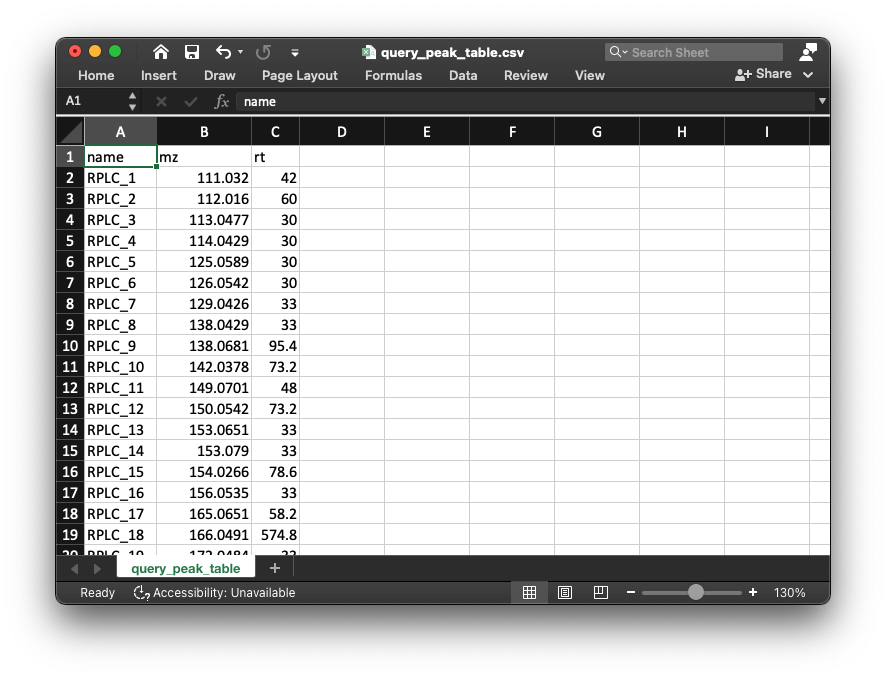 query_peak_table.csv
Search Sheet
Home Insert Draw Page Layout Formulas Data Review View Share
A1 fx name
A B C D E F G H I
1 name mz rt
2 RPLC_1 111.032 42
3 RPLC_2 112.016 60
4 RPLC_3 113.0477 30
5 RPLC_4 114.0429 30
6 RPLC_5 125.0589 30
7 RPLC_6 126.0542 30
8 RPLC_7 129.0426 33
9 RPLC_8 138.0429 33
10 RPLC_9 138.0681 95.4
11 RPLC_10 142.0378 73.2
12 RPLC_11 149.0701 48
13 RPLC_12 150.0542 73.2
14 RPLC_13 153.0651 33
15 RPLC_14 153.079 33
16 RPLC_15 154.0266 78.6
17 RPLC_16 156.0535 33
18 RPLC_17 165.0651 58.2
19 RPLC_18 166.0491 574.8
query_peak_table +
Ready Accessibility: Unavailable 130%